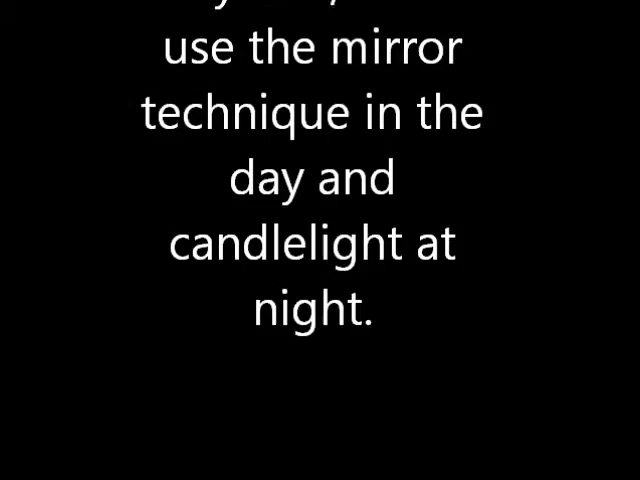 use the mirror
technique in the
day and
candlelight at
night.